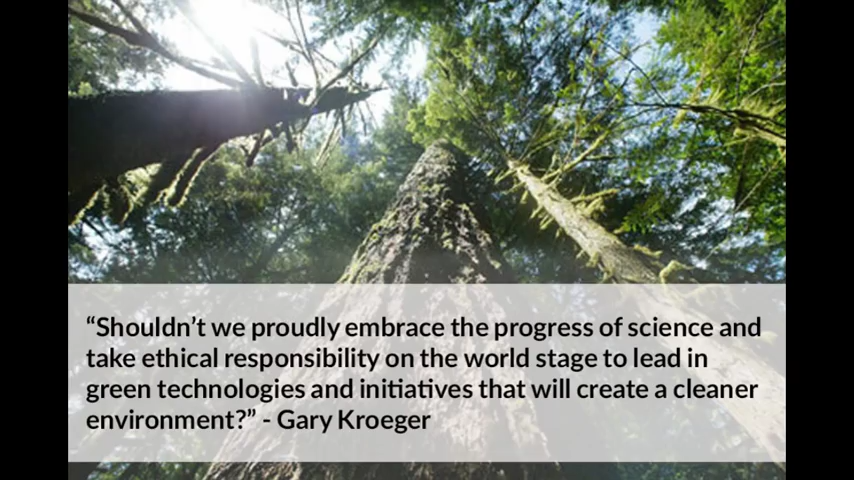 “Shouldn’t we proudly embrace the progress of science and
take ethical responsibility on the world stage to lead in
green technologies and initiatives that will create a cleaner
environment?” - Gary Kroeger